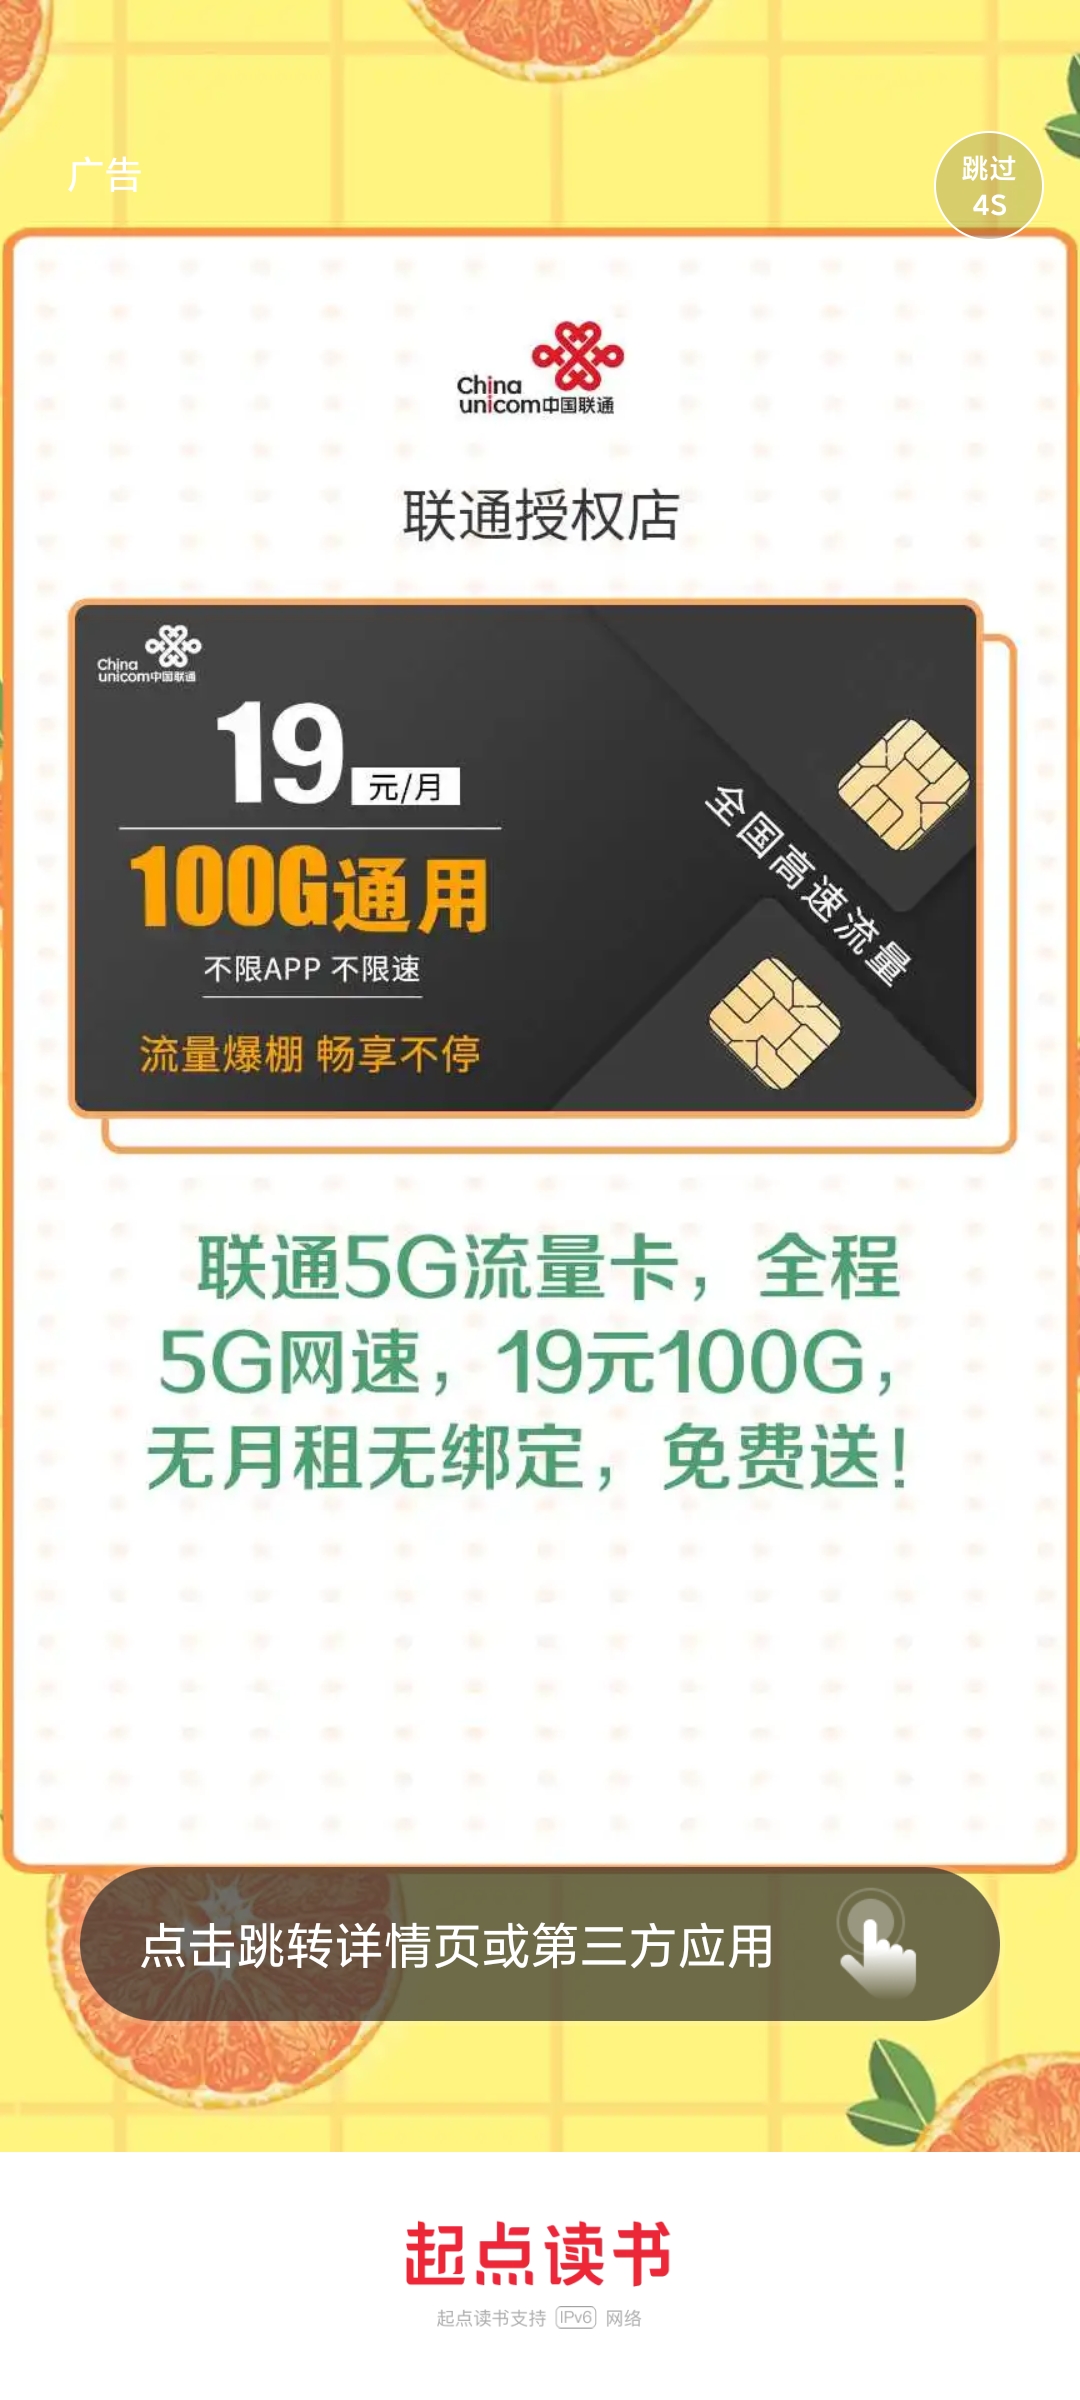 广告
跳过
4S
China
unicom中国联通
联通授权店
China
unicom中国联通
19元/月
100G通用
不限APP 不限速
流量爆棚 畅享不停
全国高速流量
联通5G流量卡，全程
5G网速，19元100G，
无月租无绑定，免费送！
点击跳转详情页或第三方应用
起点读书
起点读书支持 IPv6 网络